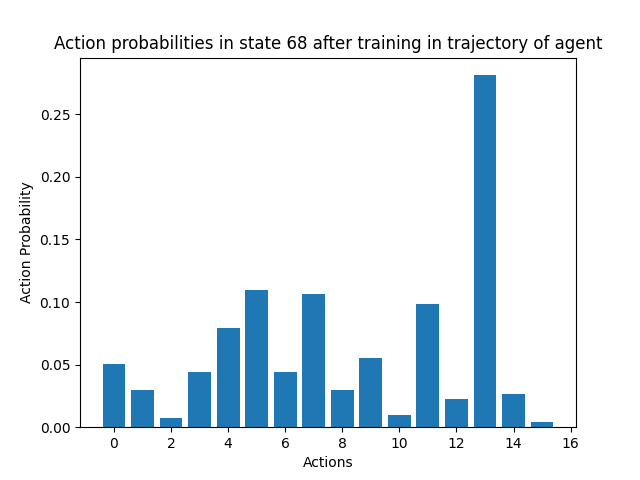 Action probabilities in state 68 after training in trajectory of agent
0.25
0.20
0.15
0.10
0.05
0.00
Action Probability
0 2 4 6 8 10 12 14 16
Actions